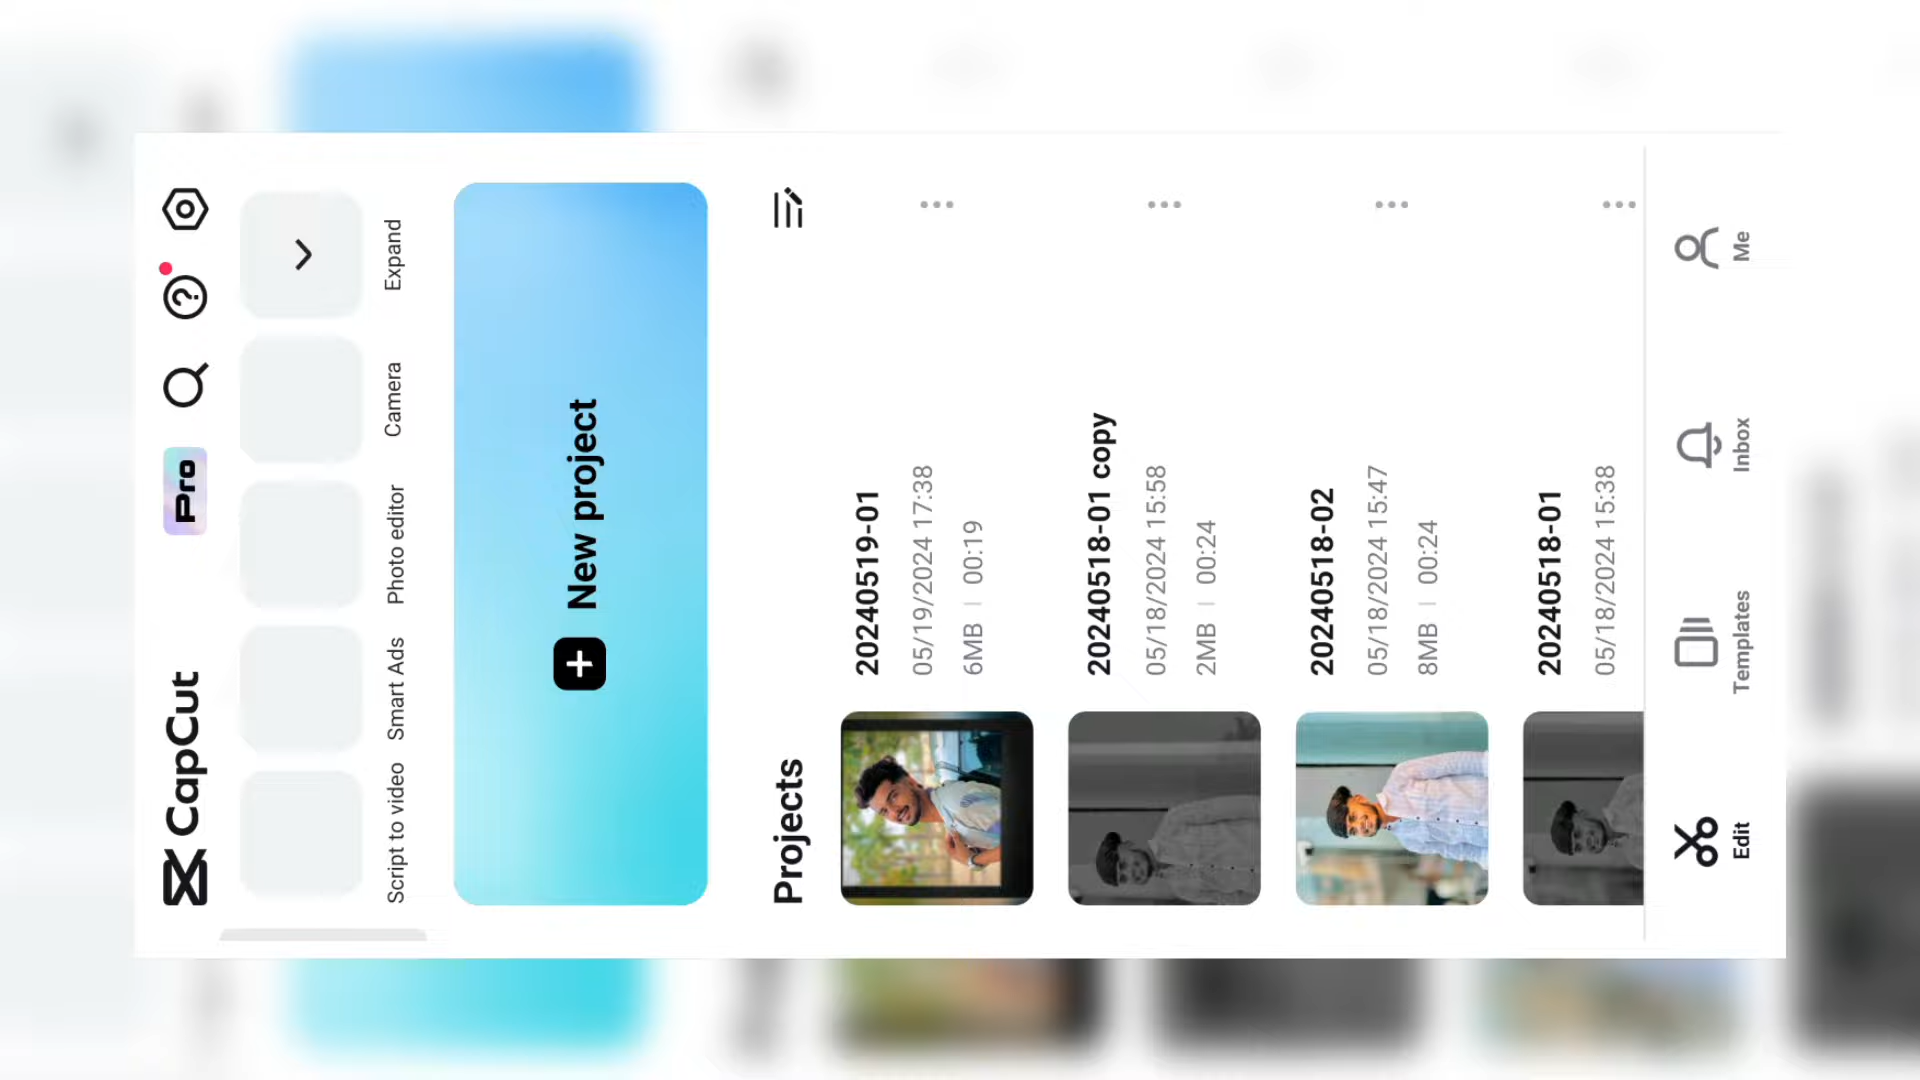 CapCut
Pro
Script to video
Smart Ads
Photo editor
Camera
Expand
New project
Projects
20240519-01
05/19/2024 17:38
6MB | 00:19
20240518-01 copy
05/18/2024 15:58
2MB | 00:24
20240518-02
05/18/2024 15:47
8MB | 00:24
20240518-01
05/18/2024 15:38
Edit
Templates
Inbox
Me